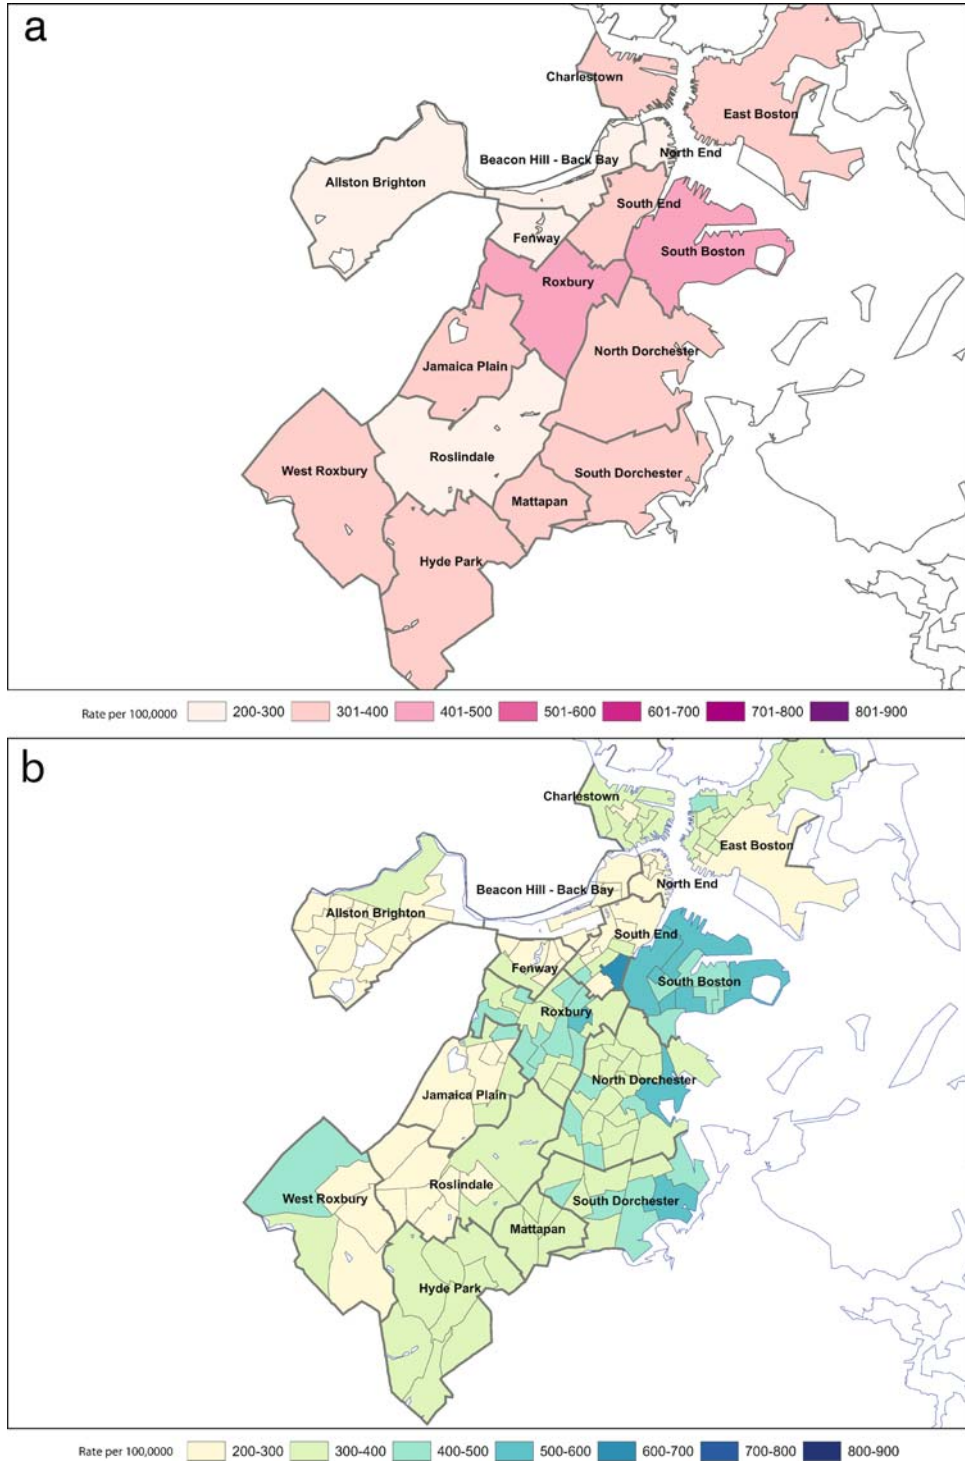 a
Charlestown
East Boston
Beacon Hill - Back Bay
North End
Allston Brighton
South End
Fenway
South Boston
Roxbury
North Dorchester
Jamaica Plain
Roslindale
West Roxbury
South Dorchester
Mattapan
Hyde Park
Rate per 100,0000 200-300 301-400 401-500 501-600 601-700 701-800 801-900
b
Charlestown
East Boston
Beacon Hill - Back Bay
North End
Allston Brighton
South End
Fenway
South Boston
Roxbury
North Dorchester
Jamaica Plain
Roslindale
West Roxbury
South Dorchester
Mattapan
Hyde Park
Rate per 100,0000 200-300 300-400 400-500 500-600 600-700 700-800 800-900